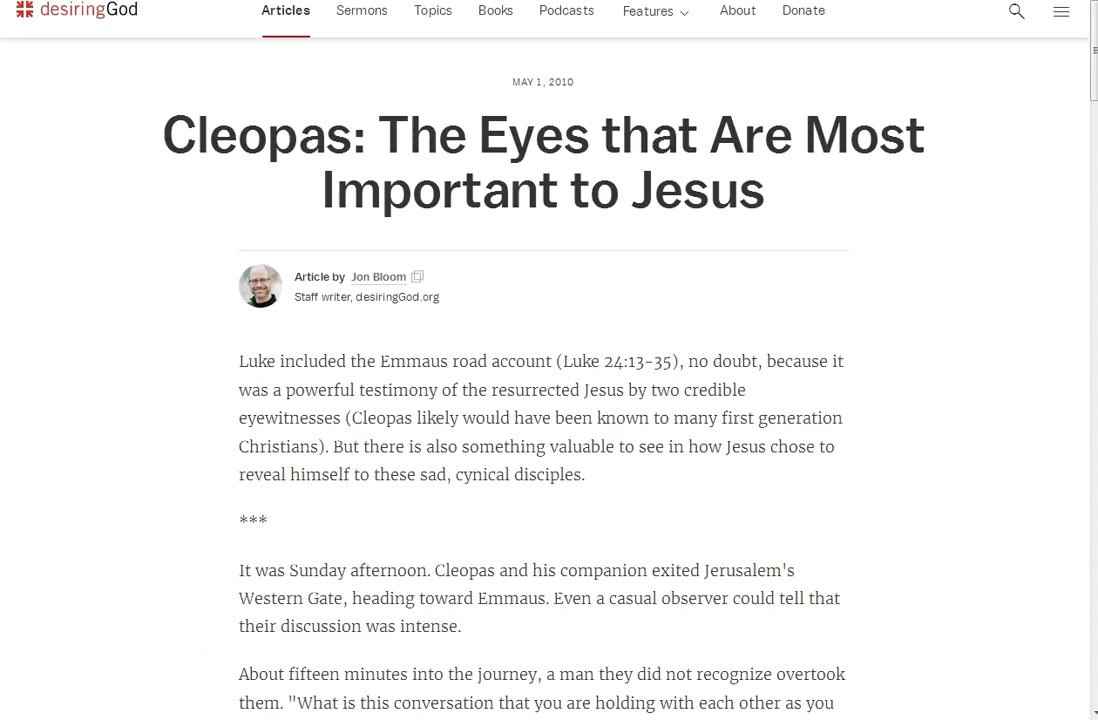 desiringGod Articles Sermons Topics Books Podcasts Features About Donate
MAY 1, 2010
Cleopas: The Eyes that Are Most
Important to Jesus
Article by Jon Bloom
Staff writer, desiringGod.org
Luke included the Emmaus road account (Luke 24:13-35), no doubt, because it
was a powerful testimony of the resurrected Jesus by two credible
eyewitnesses (Cleopas likely would have been known to many first generation
Christians). But there is also something valuable to see in how Jesus chose to
reveal himself to these sad, cynical disciples.
***
It was Sunday afternoon. Cleopas and his companion exited Jerusalem's
Western Gate, heading toward Emmaus. Even a casual observer could tell that
their discussion was intense.
About fifteen minutes into the journey, a man they did not recognize overtook
them. "What is this conversation that you are holding with each other as you